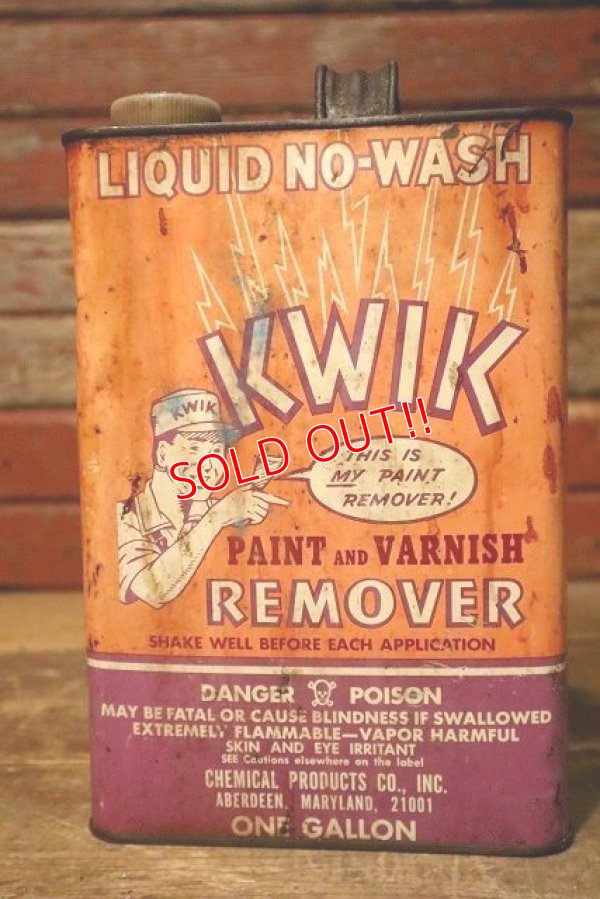 LIQUID NO-WASH
KWIK
KWIK
THIS IS
MY PAINT
REMOVER!
SOLD OUT!!
PAINT AND VARNISH
REMOVER
SHAKE WELL BEFORE EACH APPLICATION
DANGER POISON
MAY BE FATAL OR CAUSE BLINDNESS IF SWALLOWED
EXTREMELY FLAMMABLE—VAPOR HARMFUL
SKIN AND EYE IRRITANT
SEE Cautions elsewhere on the label
CHEMICAL PRODUCTS CO., INC.
ABERDEEN, MARYLAND, 21001
ONE GALLON